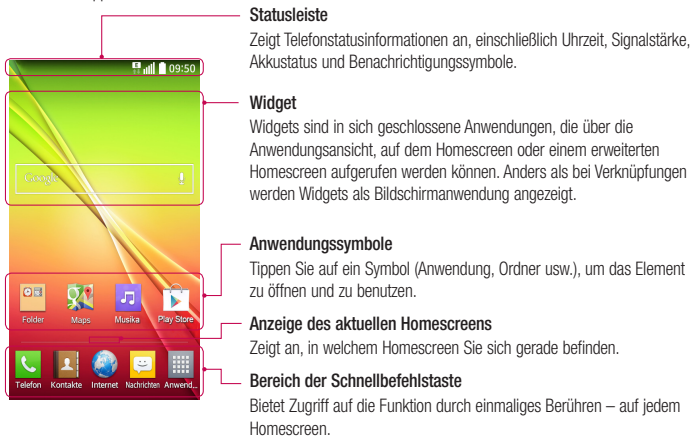 Statusleiste
Zeigt Telefonstatusinformationen an, einschließlich Uhrzeit, Signalstärke,
Akkustatus und Benachrichtigungssymbole.
09:50
Widget
Widgets sind in sich geschlossene Anwendungen, die über die
Anwendungsansicht, auf dem Homescreen oder einem erweiterten
Homescreen aufgerufen werden können. Anders als bei Verknüpfungen
werden Widgets als Bildschirmanwendung angezeigt.
Google
Anwendungssymbole
Tippen Sie auf ein Symbol (Anwendung, Ordner usw.), um das Element
zu öffnen und zu benutzen.
Folder Maps Musika Play Store
Anzeige des aktuellen Homescreens
Zeigt an, in welchem Homescreen Sie sich gerade befinden.
Telefon Kontakte Internet Nachrichten Anwend...
Bereich der Schnellbefehlstaste
Bietet Zugriff auf die Funktion durch einmaliges Berühren – auf jedem
Homescreen.